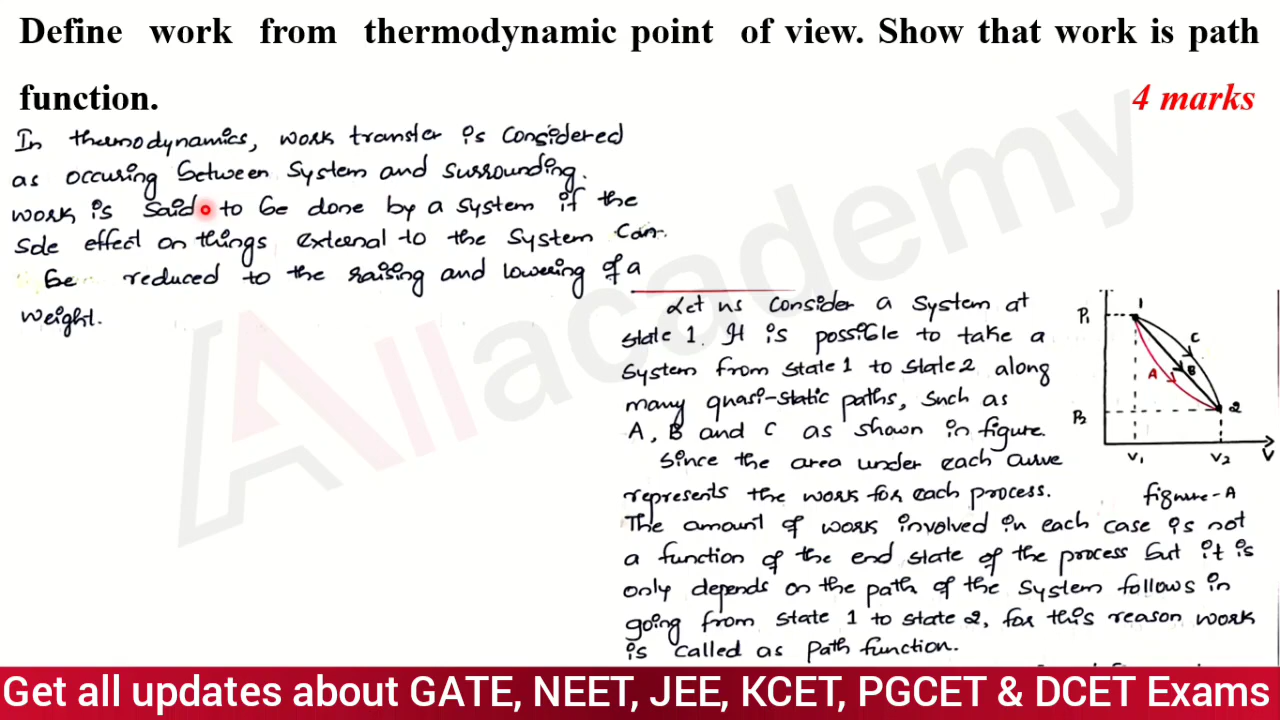 Define work from thermodynamic point of view. Show that work is path
function. 4 marks
In thermodynamics, work transfer is considered
as occuring between system and surrounding.
work is said to be done by a system if the
sole effect on things external to the system can
be reduced to the raising and lowering of a
weight.
Let us consider a system at
state 1. It is possible to take a
system from state 1 to state 2 along
many quasi-static paths, such as
A, B and C as shown in figure.
Since the area under each curve
represents the work for each process.
The amount of work involved in each case is not
a function of the end state of the process but it is
only depends on the path of the system follows in
going from state 1 to state 2, for this reason work
is called as path function.
P1
1
C
B
A
P2
2
V1 V2 V
figure-A
Allacademy
Get all updates about GATE, NEET, JEE, KCET, PGCET & DCET Exams